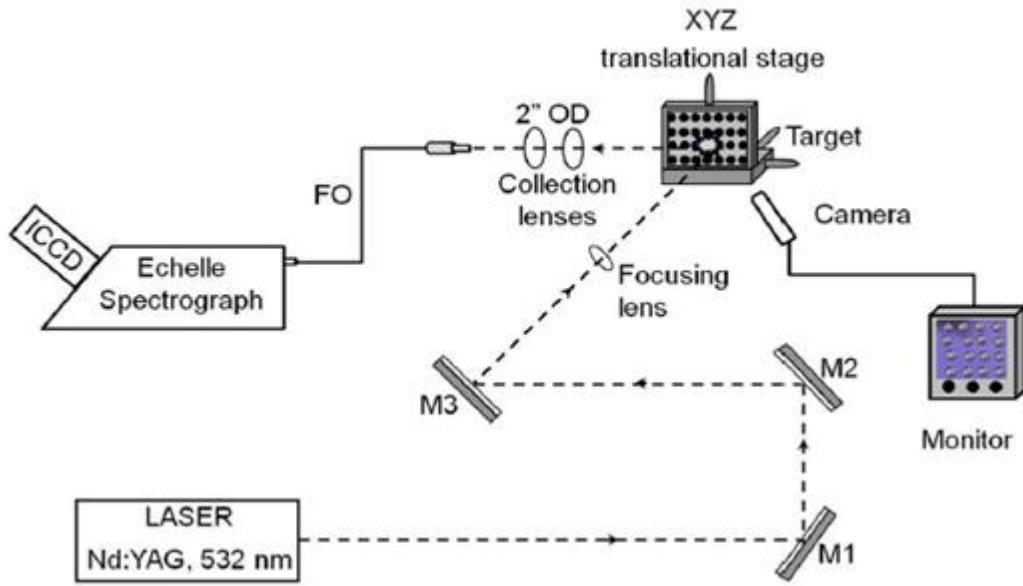 XYZ
translational stage
2" OD
Target
Collection
lenses
FO
Camera
ICCD
Echelle
Spectrograph
Focusing
lens
M2
M3
Monitor
LASER
Nd:YAG, 532 nm
M1